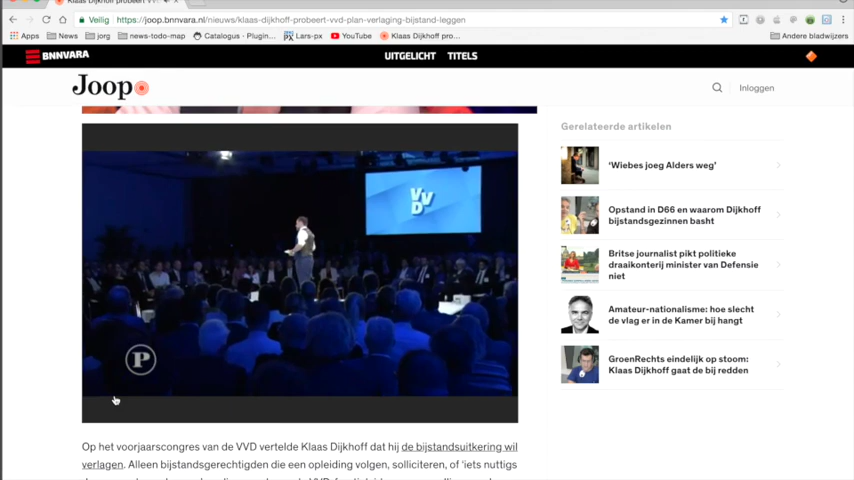 Klaas Dijkhoff probeert VVD
Veilig https://joop.bnnvara.nl/nieuws/klaas-dijkhoff-probeert-vvd-plan-verlaging-bijstand-leggen
Apps News jorg news-todo-map Catalogus - Plugin... Lars-px YouTube Klaas Dijkhoff pro... Andere bladwijzers
BNNVARA UITGELICHT TITELS
Joop Inloggen
Gerelateerde artikelen
'Wiebes joeg Alders weg'
Opstand in D66 en waarom Dijkhoff
bijstandsgezinnen basht
Britse journalist pikt politieke
draaikonterij minister van Defensie
niet
Amateur-nationalisme: hoe slecht
de vlag er in de Kamer bij hangt
GroenRechts eindelijk op stoom:
Klaas Dijkhoff gaat de bij redden
VVD
P
Op het voorjaarscongres van de VVD vertelde Klaas Dijkhoff dat hij de bijstandsuitkering wil
verlagen. Alleen bijstandsgerechtigden die een opleiding volgen, solliciteren, of 'iets nuttigs